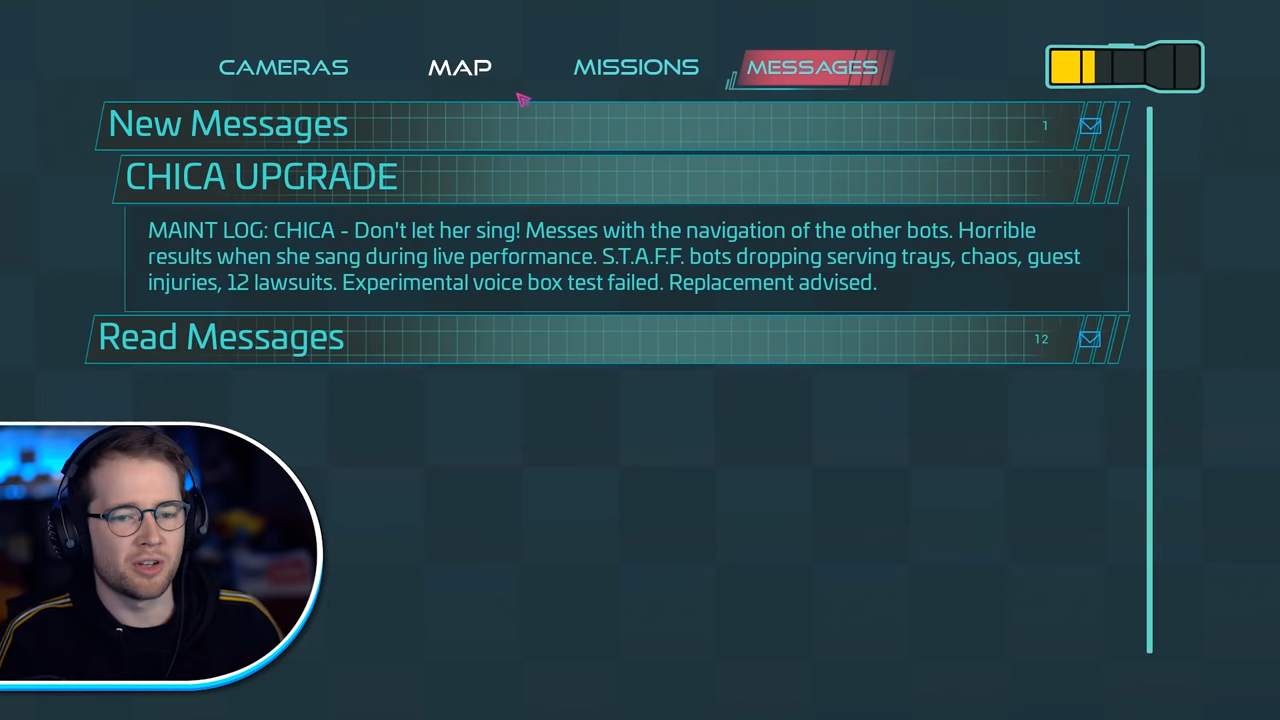 CAMERAS MAP MISSIONS MESSAGES
New Messages 1
CHICA UPGRADE
MAINT LOG: CHICA - Don't let her sing! Messes with the navigation of the other bots. Horrible
results when she sang during live performance. S.T.A.F.F. bots dropping serving trays, chaos, guest
injuries, 12 lawsuits. Experimental voice box test failed. Replacement advised.
Read Messages 12